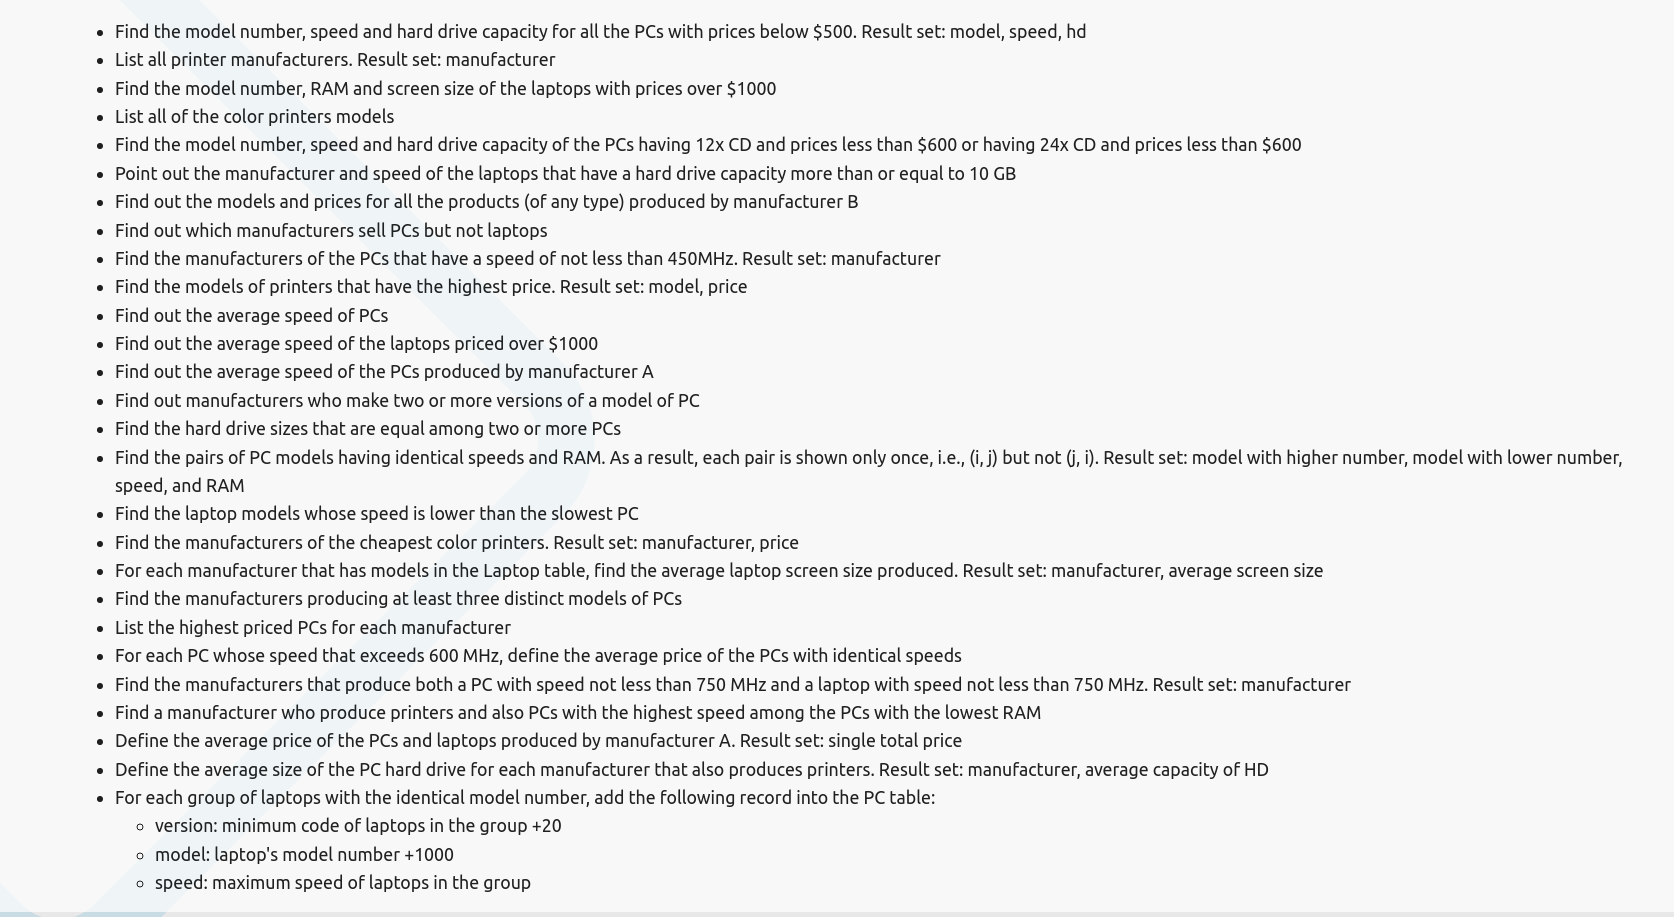 Find the model number, speed and hard drive capacity for all the PCs with prices below $500. Result set: model, speed, hd
List all printer manufacturers. Result set: manufacturer
Find the model number, RAM and screen size of the laptops with prices over $1000
List all of the color printers models
Find the model number, speed and hard drive capacity of the PCs having 12x CD and prices less than $600 or having 24x CD and prices less than $600
Point out the manufacturer and speed of the laptops that have a hard drive capacity more than or equal to 10 GB
Find out the models and prices for all the products (of any type) produced by manufacturer B
Find out which manufacturers sell PCs but not laptops
Find the manufacturers of the PCs that have a speed of not less than 450MHz. Result set: manufacturer
Find the models of printers that have the highest price. Result set: model, price
Find out the average speed of PCs
Find out the average speed of the laptops priced over $1000
Find out the average speed of the PCs produced by manufacturer A
Find out manufacturers who make two or more versions of a model of PC
Find the hard drive sizes that are equal among two or more PCs
Find the pairs of PC models having identical speeds and RAM. As a result, each pair is shown only once, i.e., (i, j) but not (j, i). Result set: model with higher number, model with lower number,
speed, and RAM
Find the laptop models whose speed is lower than the slowest PC
Find the manufacturers of the cheapest color printers. Result set: manufacturer, price
For each manufacturer that has models in the Laptop table, find the average laptop screen size produced. Result set: manufacturer, average screen size
Find the manufacturers producing at least three distinct models of PCs
List the highest priced PCs for each manufacturer
For each PC whose speed that exceeds 600 MHz, define the average price of the PCs with identical speeds
Find the manufacturers that produce both a PC with speed not less than 750 MHz and a laptop with speed not less than 750 MHz. Result set: manufacturer
Find a manufacturer who produce printers and also PCs with the highest speed among the PCs with the lowest RAM
Define the average price of the PCs and laptops produced by manufacturer A. Result set: single total price
Define the average size of the PC hard drive for each manufacturer that also produces printers. Result set: manufacturer, average capacity of HD
For each group of laptops with the identical model number, add the following record into the PC table:
version: minimum code of laptops in the group +20
model: laptop's model number +1000
speed: maximum speed of laptops in the group